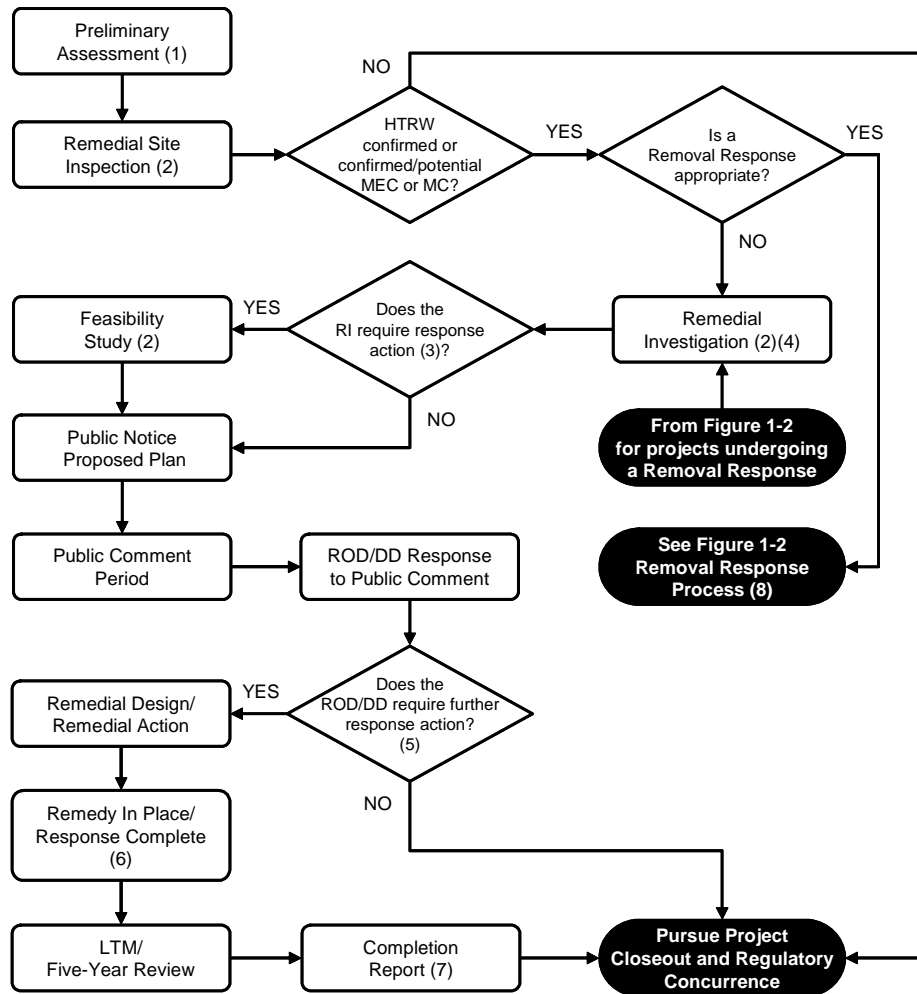 Preliminary
Assessment (1)
NO
Remedial Site
Inspection (2)
HTRW
confirmed or
confirmed/potential
MEC or MC?
YES
Is a
Removal Response
appropriate?
YES
NO
Feasibility
Study (2)
YES
Does the
RI require response
action (3)?
Remedial
Investigation (2)(4)
NO
Public Notice
Proposed Plan
From Figure 1-2
for projects undergoing
a Removal Response
Public Comment
Period
ROD/DD Response
to Public Comment
See Figure 1-2
Removal Response
Process (8)
Remedial Design/
Remedial Action
YES
Does the
ROD/DD require further
response action?
(5)
NO
Remedy In Place/
Response Complete
(6)
LTM/
Five-Year Review
Completion
Report (7)
Pursue Project
Closeout and Regulatory
Concurrence